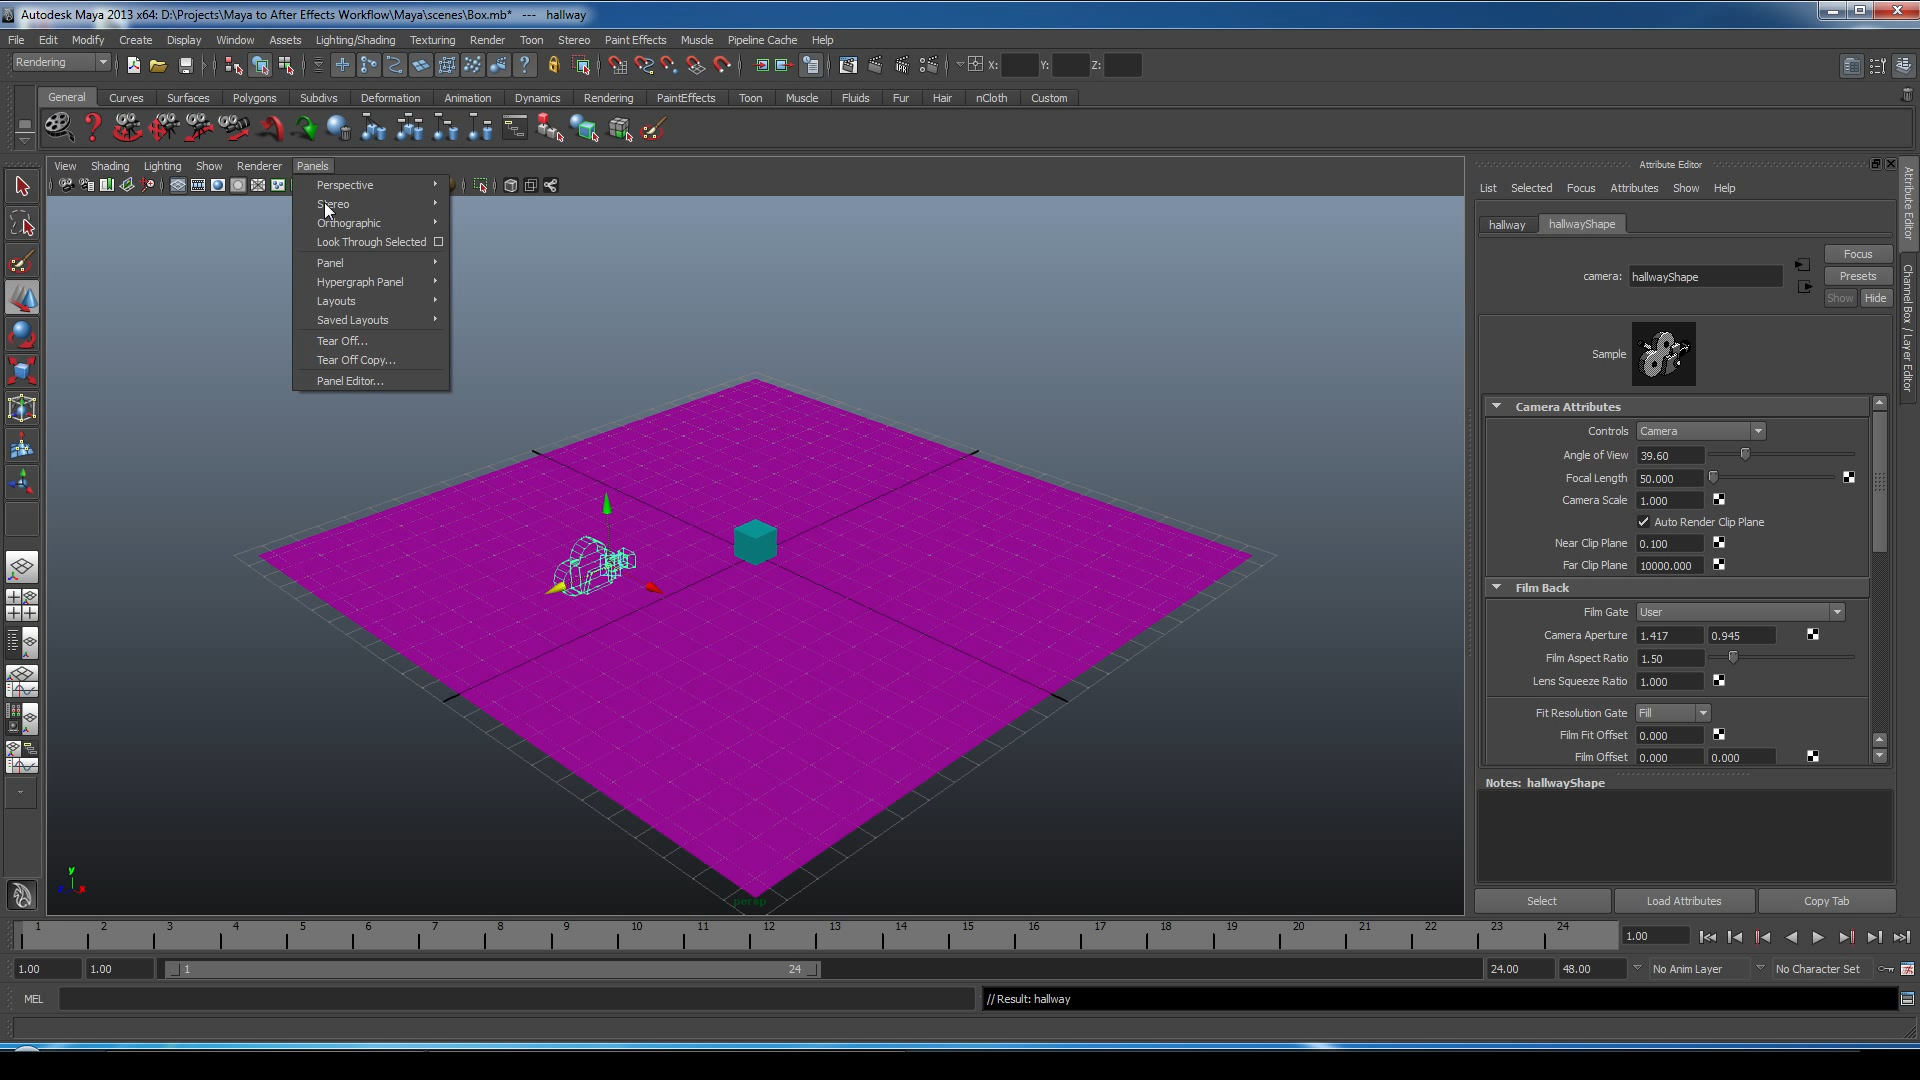 Autodesk Maya 2013 x64: D:\Projects\Maya to After Effects Workflow\Maya\scenes\Box.mb* --- hallway
File Edit Modify Create Display Window Assets Lighting/Shading Texturing Render Toon Stereo Paint Effects Muscle Pipeline Cache Help
Rendering X: Y: Z:
General Curves Surfaces Polygons Subdivs Deformation Animation Dynamics Rendering PaintEffects Toon Muscle Fluids Fur Hair nCloth Custom
View Shading Lighting Show Renderer Panels
Perspective
Stereo
Orthographic
Look Through Selected
Panel
Hypergraph Panel
Layouts
Saved Layouts
Tear Off...
Tear Off Copy...
Panel Editor...
persp
y
x
Attribute Editor
List Selected Focus Attributes Show Help
hallway hallwayShape
Focus
camera: hallwayShape Presets
Show Hide
Sample
Camera Attributes
Controls Camera
Angle of View 39.60
Focal Length 50.000
Camera Scale 1.000
Auto Render Clip Plane
Near Clip Plane 0.100
Far Clip Plane 10000.000
Film Back
Film Gate User
Camera Aperture 1.417 0.945
Film Aspect Ratio 1.50
Lens Squeeze Ratio 1.000
Fit Resolution Gate Fill
Film Fit Offset 0.000
Film Offset 0.000 0.000
Notes: hallwayShape
Select Load Attributes Copy Tab
Attribute Editor
Channel Box / Layer Editor
1 2 3 4 5 6 7 8 9 10 11 12 13 14 15 16 17 18 19 20 21 22 23 24 1.00
1.00 1.00 1 24 24.00 48.00 No Anim Layer No Character Set
MEL // Result: hallway